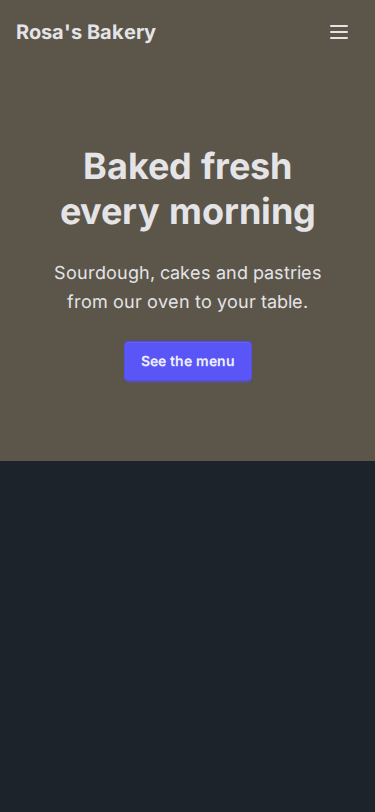 Rosa's Bakery
Baked fresh
every morning
Sourdough, cakes and pastries
from our oven to your table.
See the menu